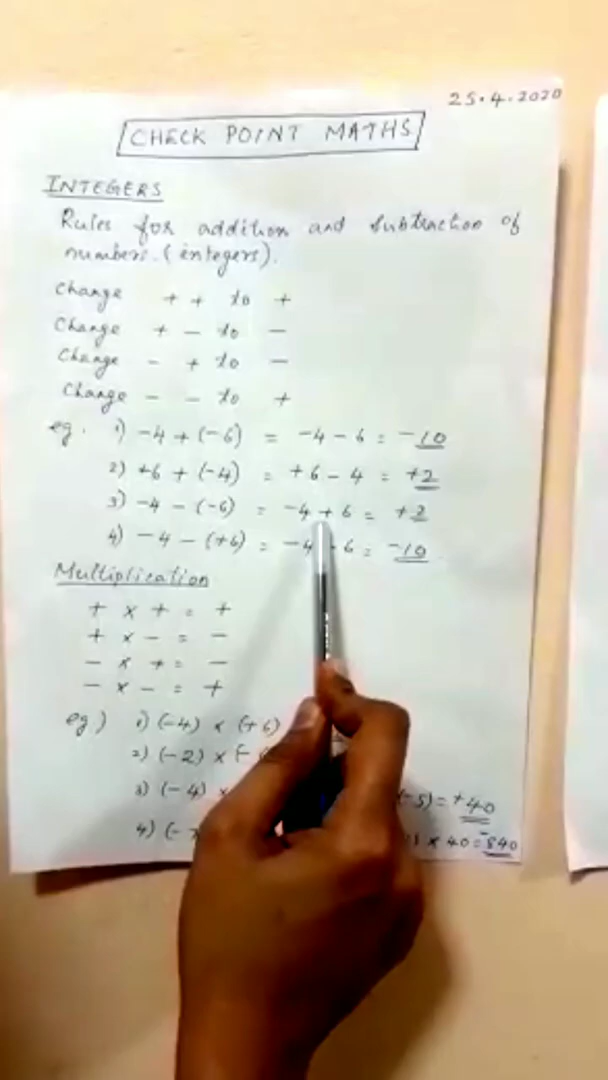 25.4.2020
CHECK POINT MATHS
INTEGERS
Rules for addition and subtraction of
numbers. (integers).
Change + + to +
Change + - to -
Change - + to -
Change - - to +
eg. 1) -4 + (-6) = -4 - 6 = -10
2) +6 + (-4) = +6 - 4 = +2
3) -4 - (-6) = -4 + 6 = +2
4) -4 - (+6) = -4 - 6 = -10
Multiplication
+ x + = +
+ x - = -
- x + = -
- x - = +
eg) 1) (-4) x (+6)
2) (-2) x (-
3) (-4) x (-5) = +40
4) (- x 40 = -840